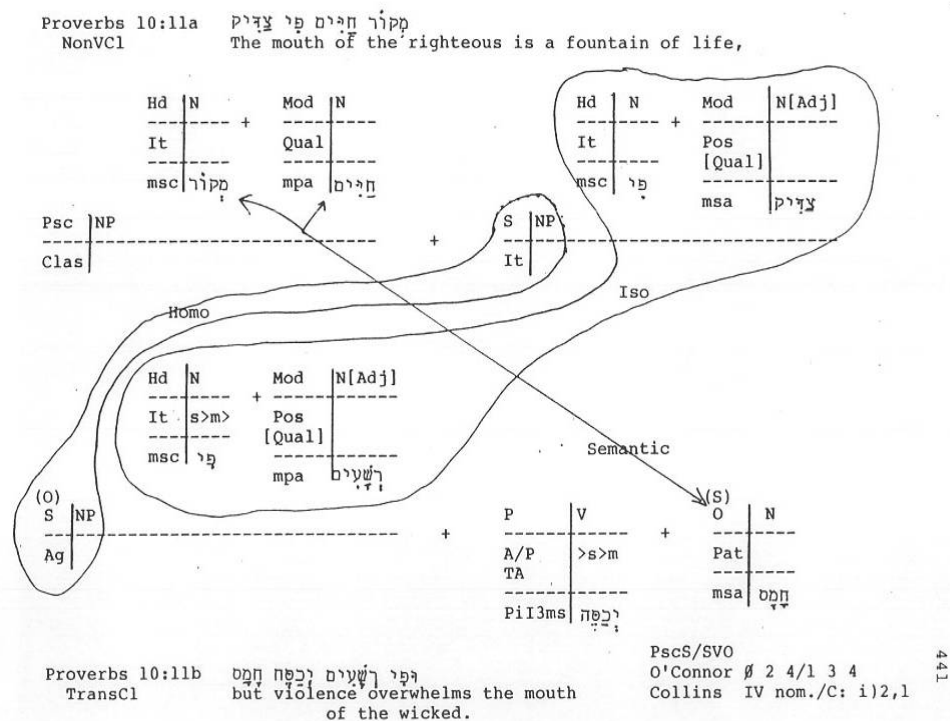 Proverbs 10:11a מְקוֹר חַיִּים פִּי צַדִּיק
NonVCl The mouth of the righteous is a fountain of life,
Hd N Mod N Hd N Mod N[Adj]
+ +
It Qual It Pos
[Qual]
msc מְקוֹר mpa חַיִּים msc פִּי msa צַדִּיק
Psc NP S NP
+
Clas It
Homo Iso
Hd N Mod N[Adj]
+
It s>m> Pos
[Qual]
msc פִי mpa רְשָׁעִים
Semantic
(O) (S)
S NP P V O N
+ +
Ag A/P >s>m Pat
TA
PiI3ms יְכַסֶּה msa חָמָס
PscS/SVO
Proverbs 10:11b וּפִי רְשָׁעִים יְכַסֶּה חָמָס O'Connor Ø 2 4/1 3 4
TransCl but violence overwhelms the mouth Collins IV nom./C: i)2,1
of the wicked.
441